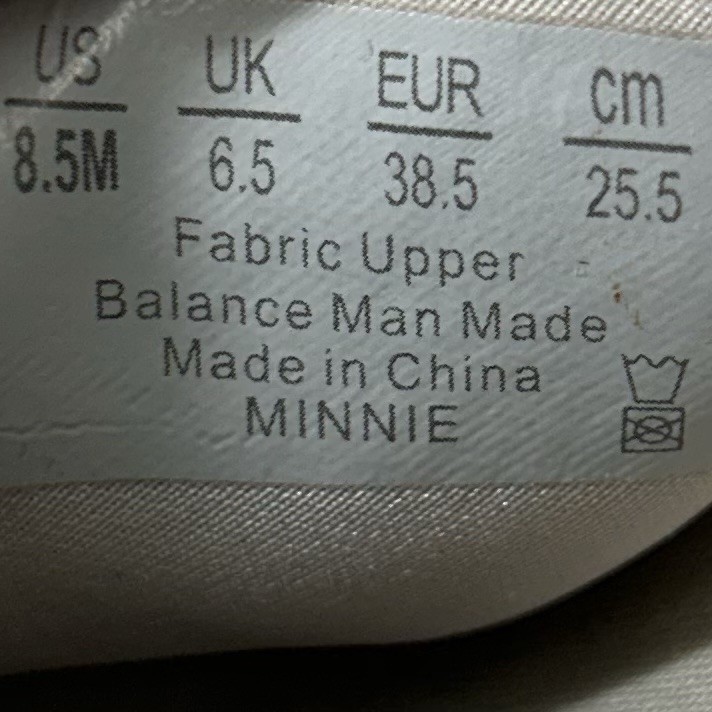 US UK EUR cm
8.5M 6.5 38.5 25.5
Fabric Upper
Balance Man Made
Made in China
MINNIE